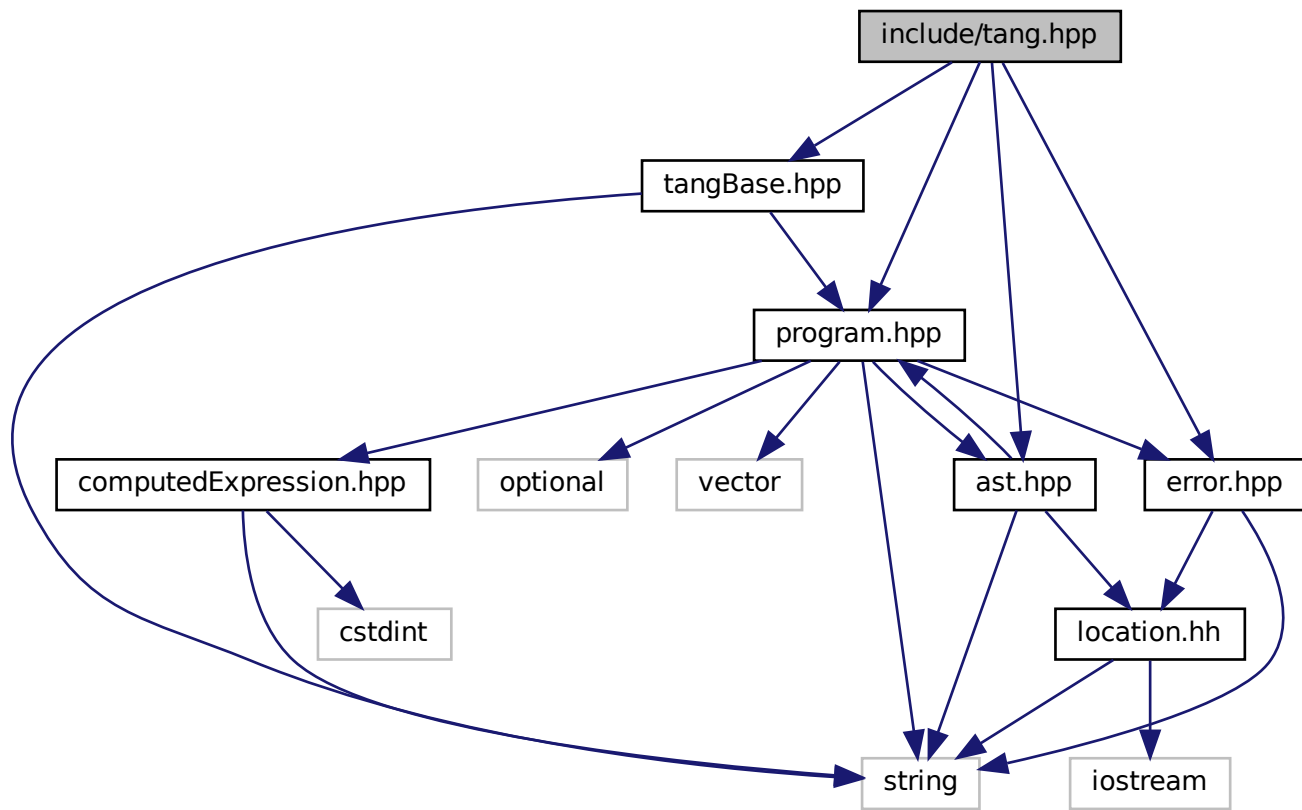 include/tang.hpp
tangBase.hpp
program.hpp
computedExpression.hpp
optional
vector
ast.hpp
error.hpp
cstdint
location.hh
string
iostream